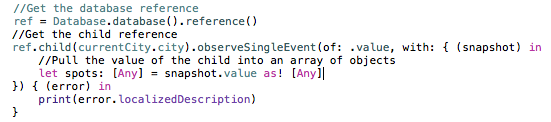 //Get the database reference
ref = Database.database().reference()
//Get the child reference
ref.child(currentCity.city).observeSingleEvent(of: .value, with: { (snapshot) in
//Pull the value of the child into an array of objects
let spots: [Any] = snapshot.value as! [Any]
}) { (error) in
print(error.localizedDescription)
}